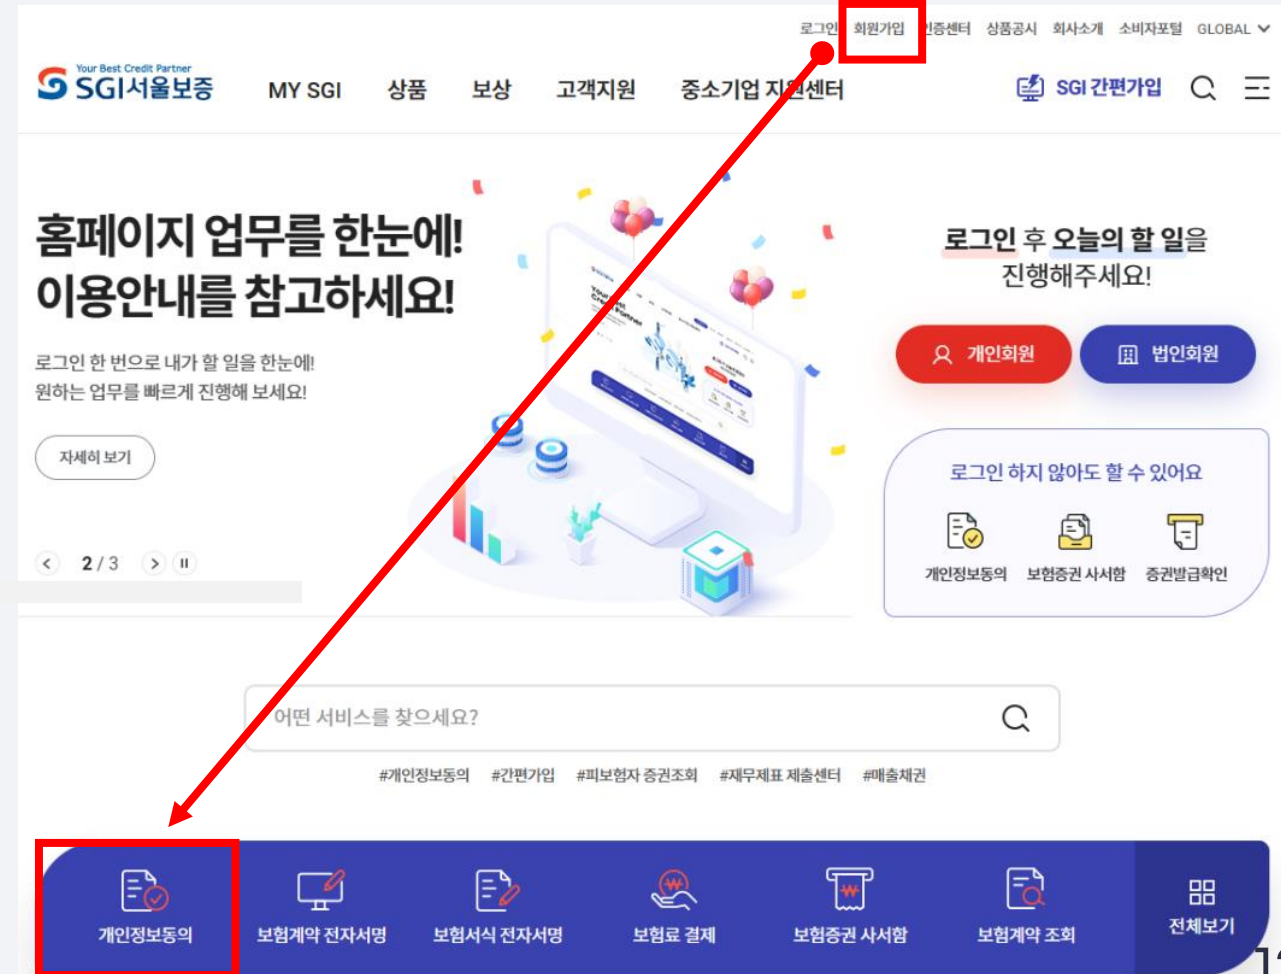 로그인 회원가입 인증센터 상품공시 회사소개 소비자포털 GLOBAL
Your Best Credit Partner
SGI서울보증 MY SGI 상품 보상 고객지원 중소기업 지원센터 SGI 간편가입
홈페이지 업무를 한눈에!
이용안내를 참고하세요!
로그인 한 번으로 내가 할 일을 한눈에!
원하는 업무를 빠르게 진행해 보세요!
자세히 보기
2 / 3
로그인 후 오늘의 할 일을
진행해주세요!
개인회원 법인회원
로그인 하지 않아도 할 수 있어요
개인정보동의 보험증권 사서함 증권발급확인
어떤 서비스를 찾으세요?
#개인정보동의 #간편가입 #피보험자 증권조회 #재무제표 제출센터 #매출채권
개인정보동의 보험계약 전자서명 보험서식 전자서명 보험료 결제 보험증권 사서함 보험계약 조회 전체보기